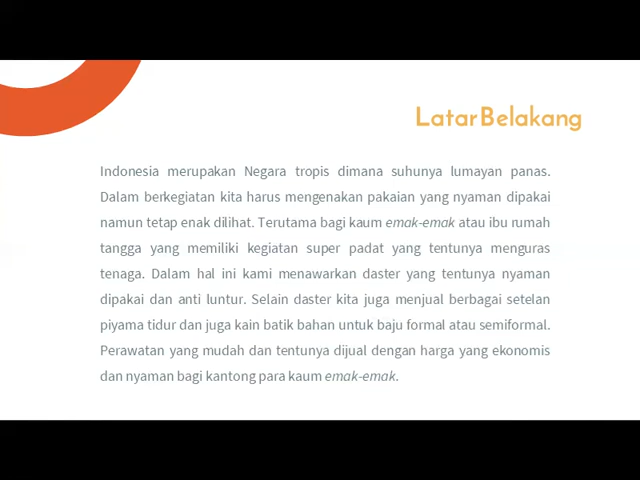 Latar Belakang
Indonesia merupakan Negara tropis dimana suhunya lumayan panas.
Dalam berkegiatan kita harus mengenakan pakaian yang nyaman dipakai
namun tetap enak dilihat. Terutama bagi kaum emak-emak atau ibu rumah
tangga yang memiliki kegiatan super padat yang tentunya menguras
tenaga. Dalam hal ini kami menawarkan daster yang tentunya nyaman
dipakai dan anti luntur. Selain daster kita juga menjual berbagai setelan
piyama tidur dan juga kain batik bahan untuk baju formal atau semiformal.
Perawatan yang mudah dan tentunya dijual dengan harga yang ekonomis
dan nyaman bagi kantong para kaum emak-emak.